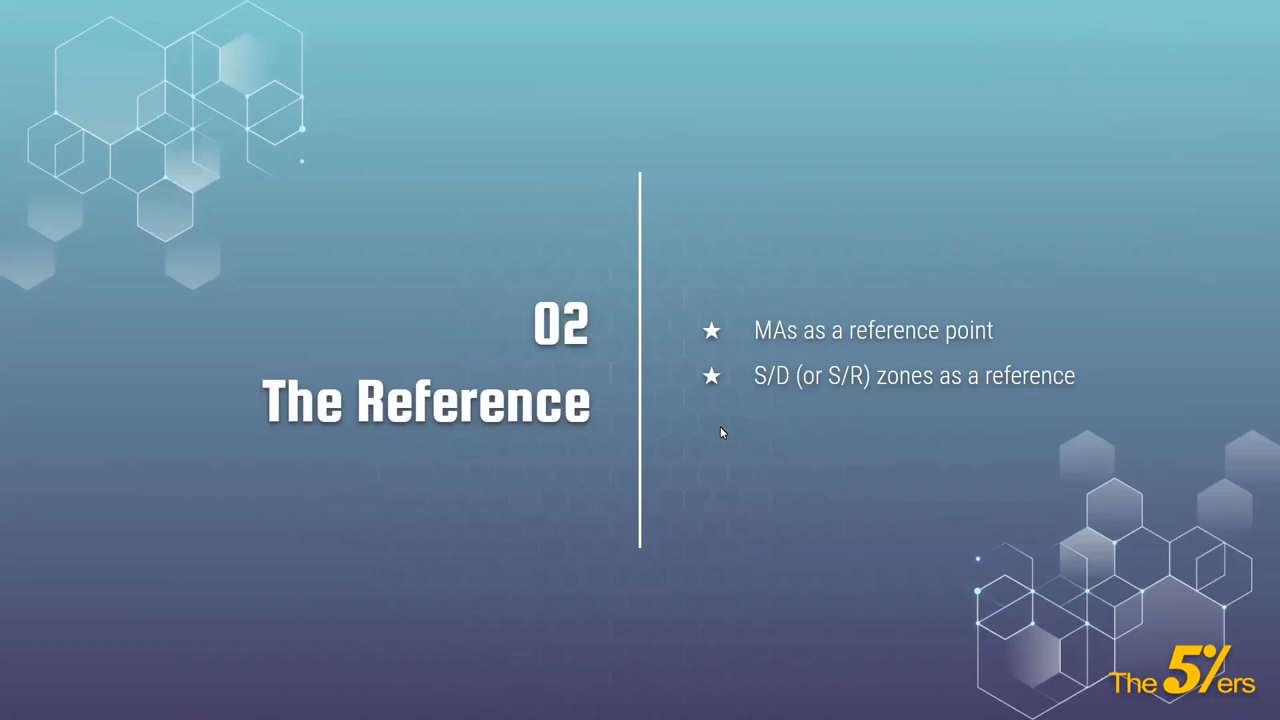 02
The Reference
★ MAs as a reference point
★ S/D (or S/R) zones as a reference
The 5%ers